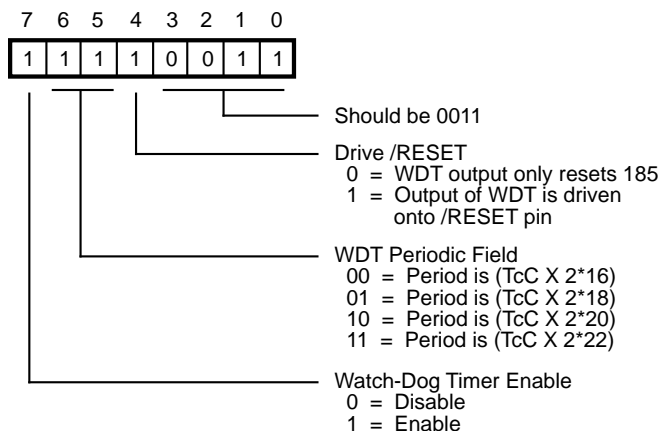 7 6 5 4 3 2 1 0
1 1 1 1 0 0 1 1
Should be 0011
Drive /RESET
0 = WDT output only resets 185
1 = Output of WDT is driven
onto /RESET pin
WDT Periodic Field
00 = Period is (TcC X 2*16)
01 = Period is (TcC X 2*18)
10 = Period is (TcC X 2*20)
11 = Period is (TcC X 2*22)
Watch-Dog Timer Enable
0 = Disable
1 = Enable